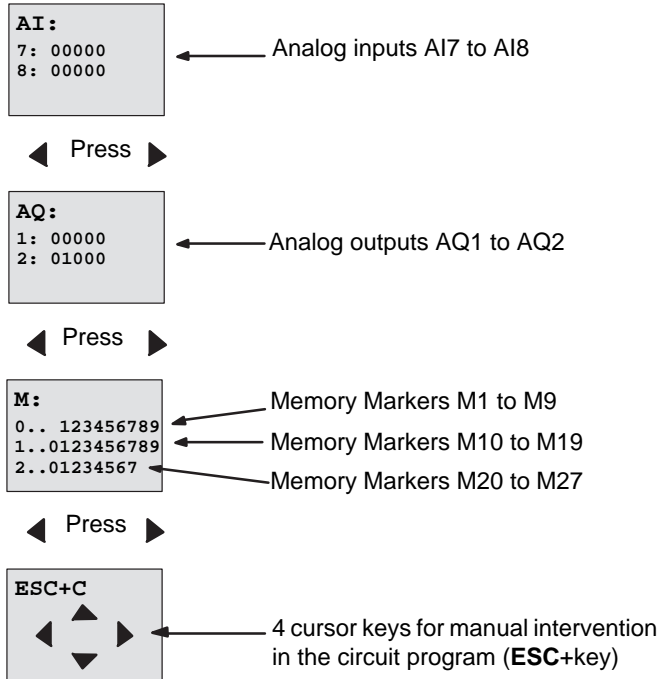 AI:
7: 00000
8: 00000
Analog inputs AI7 to AI8
Press
AQ:
1: 00000
2: 01000
Analog outputs AQ1 to AQ2
Press
M:
0.. 123456789
1..0123456789
2..01234567
Memory Markers M1 to M9
Memory Markers M10 to M19
Memory Markers M20 to M27
Press
ESC+C
4 cursor keys for manual intervention
in the circuit program (ESC+key)